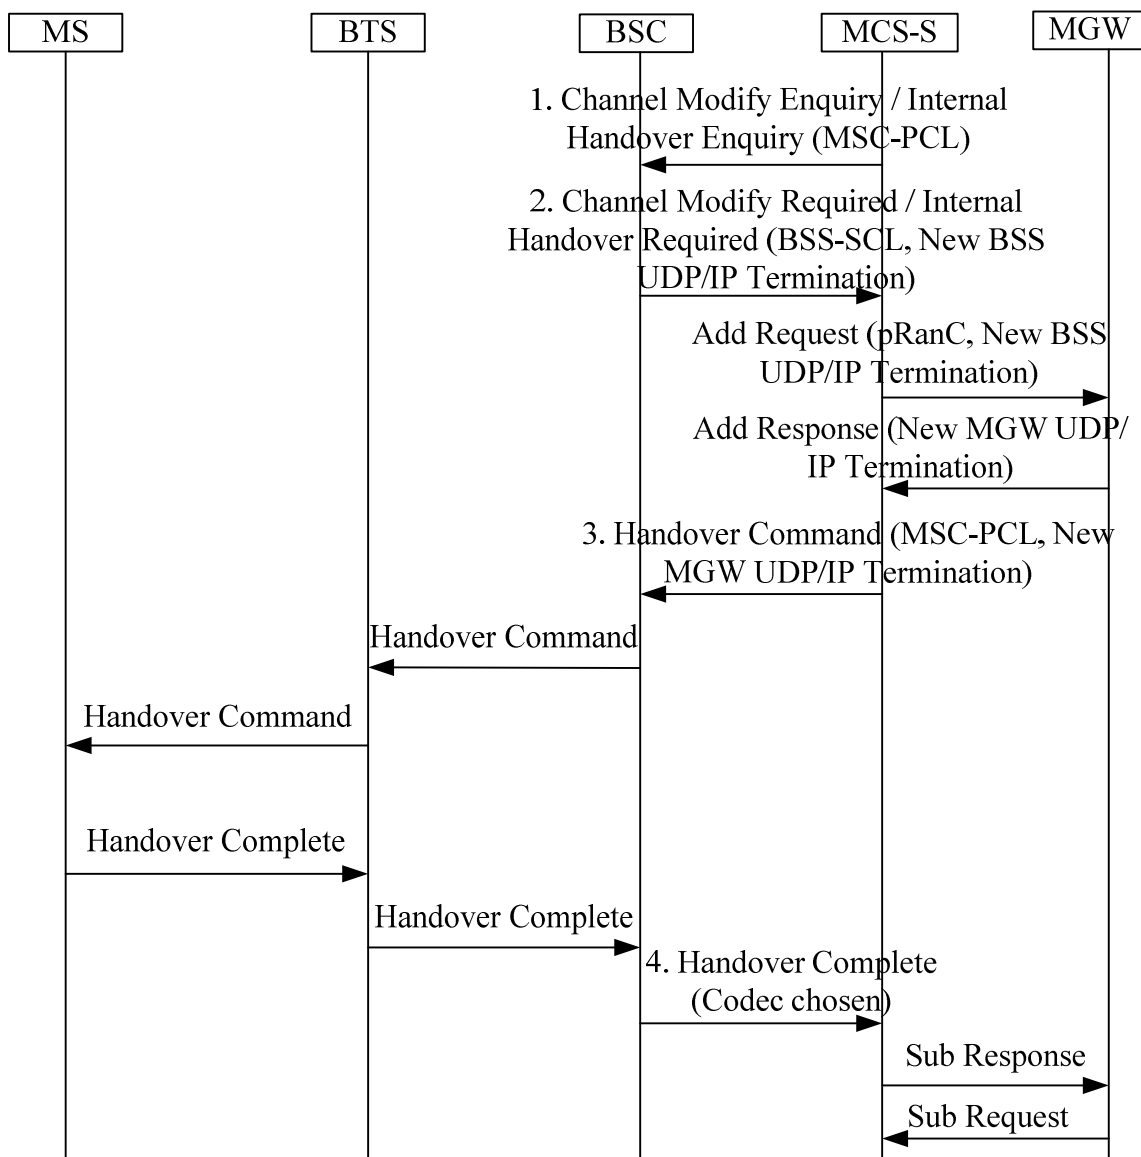 MS BTS BSC MCS-S MGW
1. Channel Modify Enquiry / Internal
Handover Enquiry (MSC-PCL)
2. Channel Modify Required / Internal
Handover Required (BSS-SCL, New BSS
UDP/IP Termination)
Add Request (pRanC, New BSS
UDP/IP Termination)
Add Response (New MGW UDP/
IP Termination)
3. Handover Command (MSC-PCL, New
MGW UDP/IP Termination)
Handover Command
Handover Command
Handover Complete
Handover Complete
4. Handover Complete
(Codec chosen)
Sub Response
Sub Request